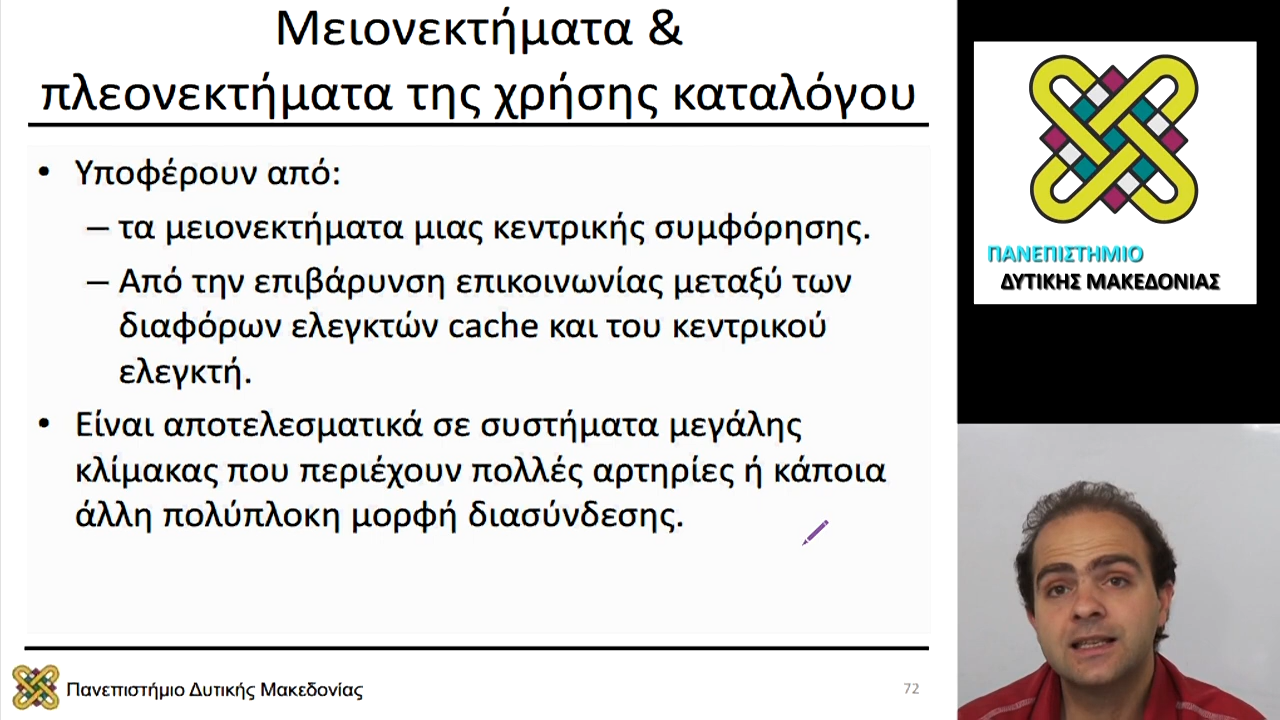 Μειονεκτήματα &
πλεονεκτήματα της χρήσης καταλόγου
• Υποφέρουν από:
– τα μειονεκτήματα μιας κεντρικής συμφόρησης.
– Από την επιβάρυνση επικοινωνίας μεταξύ των
διαφόρων ελεγκτών cache και του κεντρικού
ελεγκτή.
• Είναι αποτελεσματικά σε συστήματα μεγάλης
κλίμακας που περιέχουν πολλές αρτηρίες ή κάποια
άλλη πολύπλοκη μορφή διασύνδεσης.
Πανεπιστήμιο Δυτικής Μακεδονίας
72
ΠΑΝΕΠΙΣΤΗΜΙΟ
ΔΥΤΙΚΗΣ ΜΑΚΕΔΟΝΙΑΣ